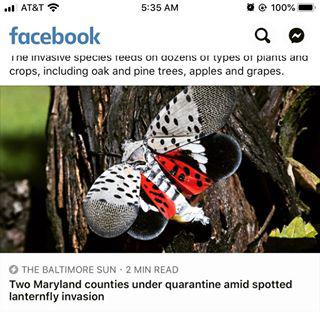 AT&T 5:35 AM 100%
facebook
The invasive species feeds on dozens of types of plants and
crops, including oak and pine trees, apples and grapes.
THE BALTIMORE SUN · 2 MIN READ
Two Maryland counties under quarantine amid spotted
lanternfly invasion